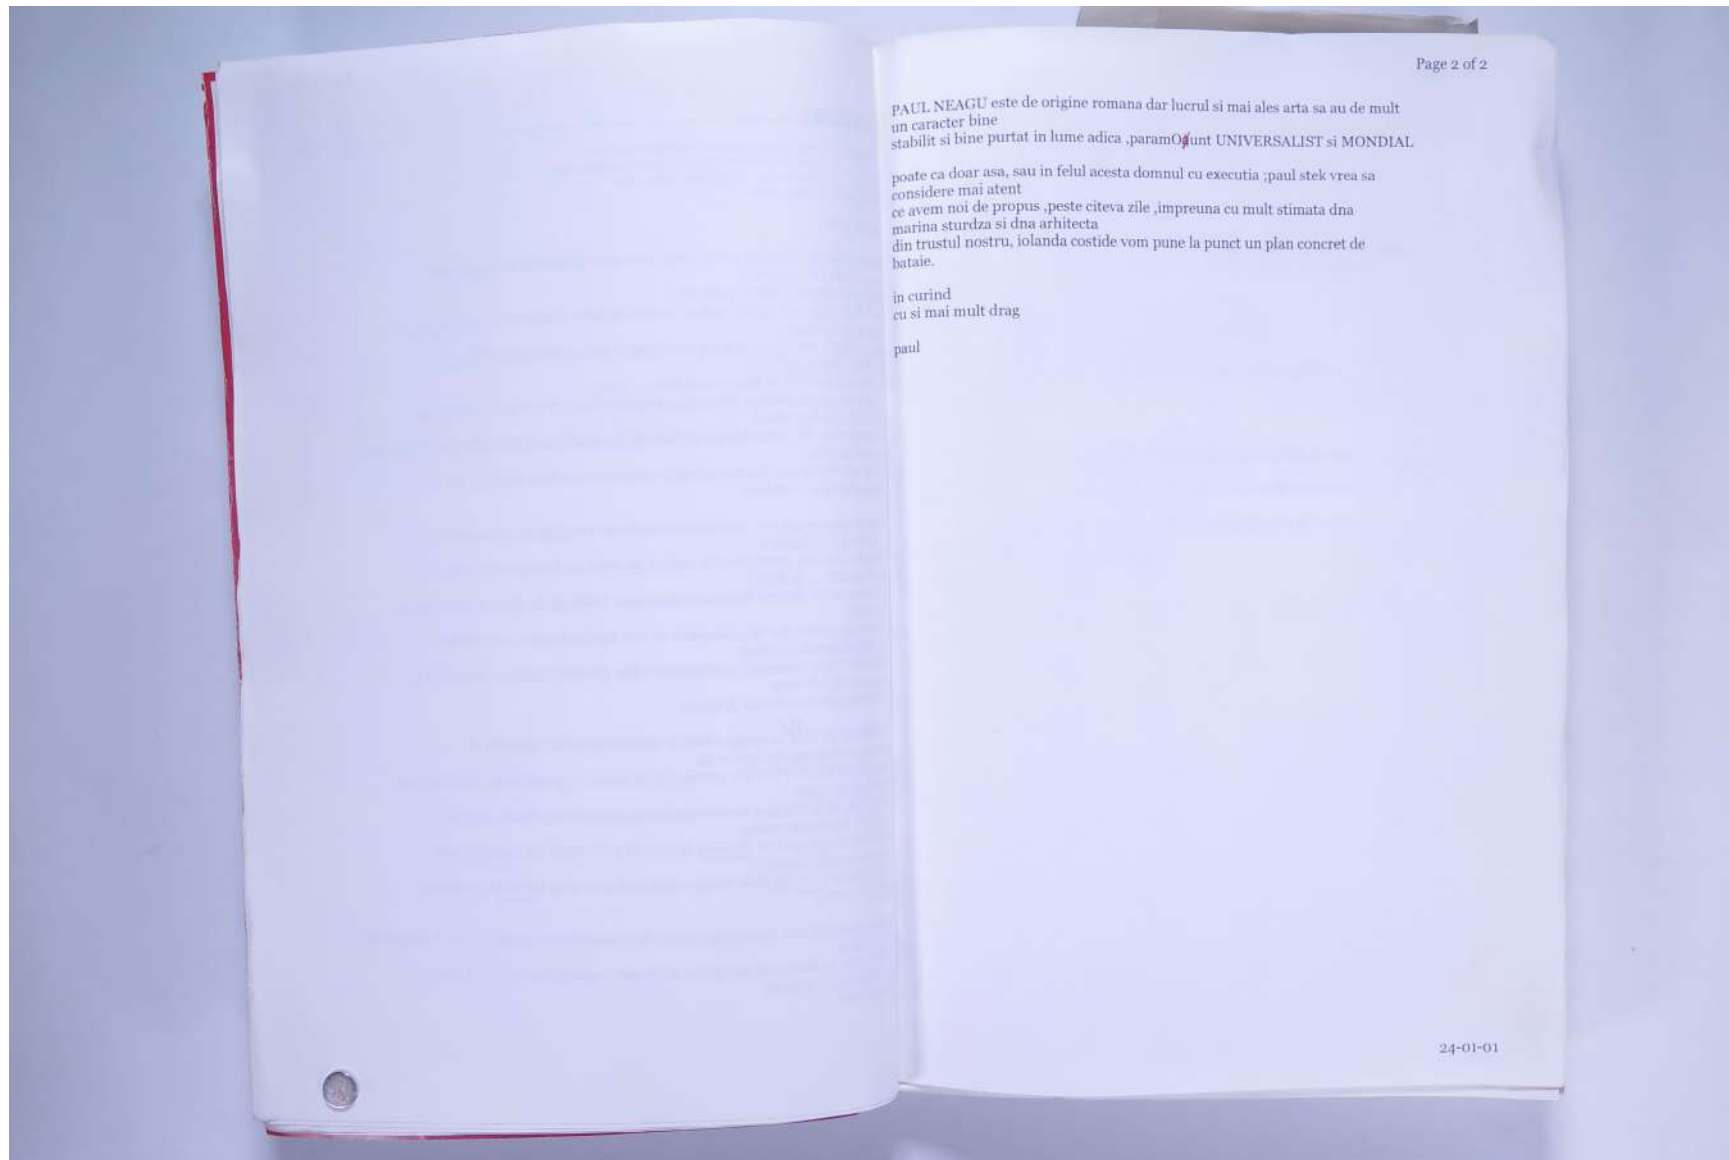 Page 2 of 2
PAUL NEAGU este de origine romana dar lucrul si mai ales arta sa au de mult
un caracter bine
stabilit si bine purtat in lume adica ,paramOunt UNIVERSALIST si MONDIAL
poate ca doar asa, sau in felul acesta domnul cu executia ;paul stek vrea sa
considere mai atent
ce avem noi de propus ,peste citeva zile ,impreuna cu mult stimata dna
marina sturdza si dna arhitecta
din trustul nostru, iolanda costide vom pune la punct un plan concret de
bataie.
in curind
cu si mai mult drag
paul
24-01-01